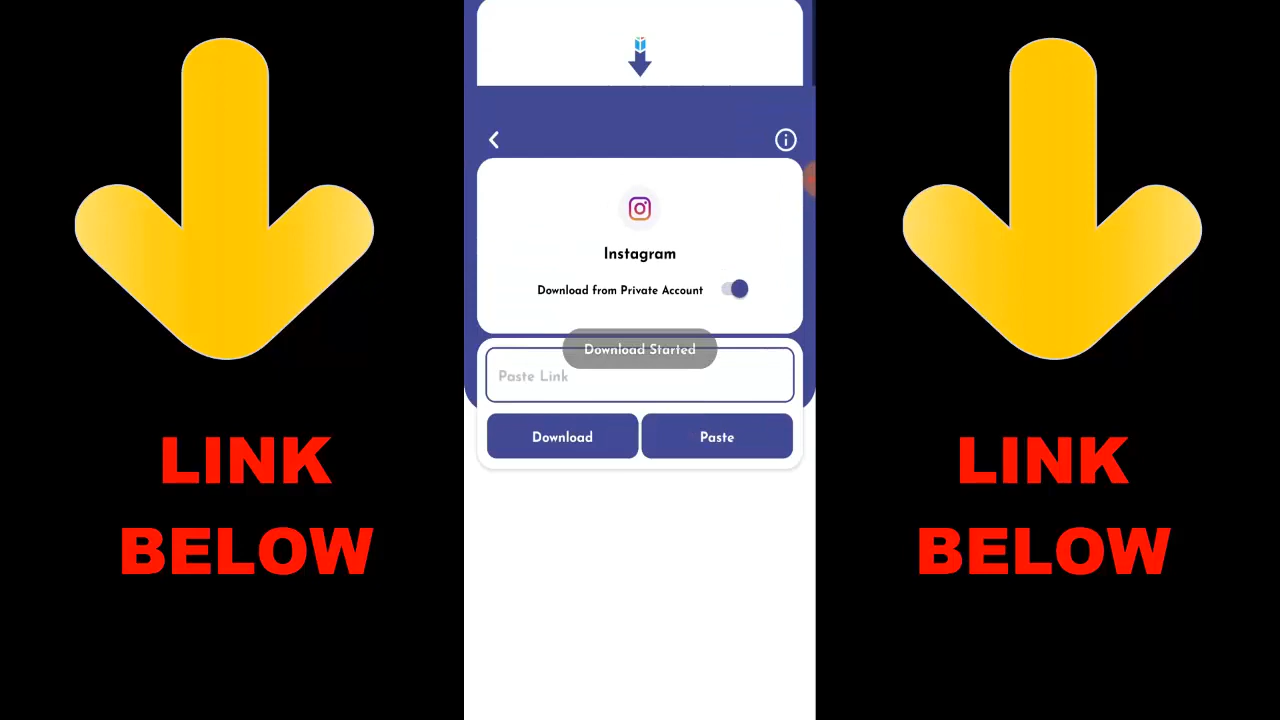 Instagram
Download from Private Account
Download Started
Paste Link
Download
Paste
LINK
BELOW
LINK
BELOW